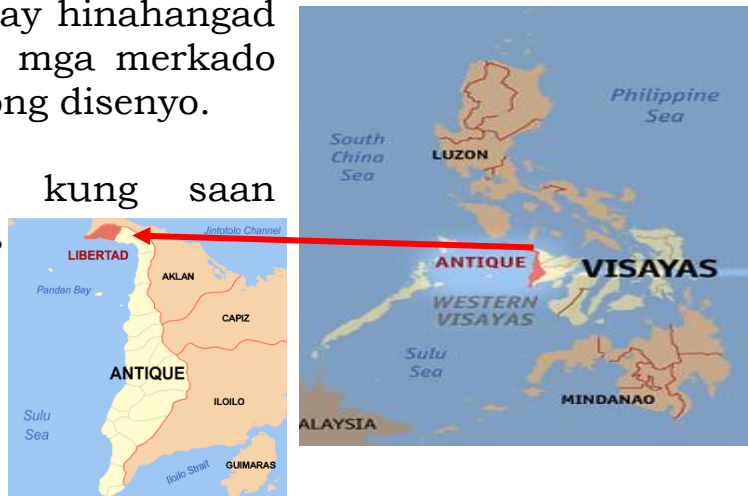 ay hinahangad
mga merkado
ong disenyo.
kung saan
Philippine
Sea
South
China
Sea
LUZON
ANTIQUE
VISAYAS
WESTERN
VISAYAS
Sulu
Sea
MINDANAO
ALAYSIA
Jintotolo Channel
LIBERTAD
AKLAN
Pandan Bay
CAPIZ
ANTIQUE
ILOILO
Sulu
Sea
Iloilo Strait
GUIMARAS